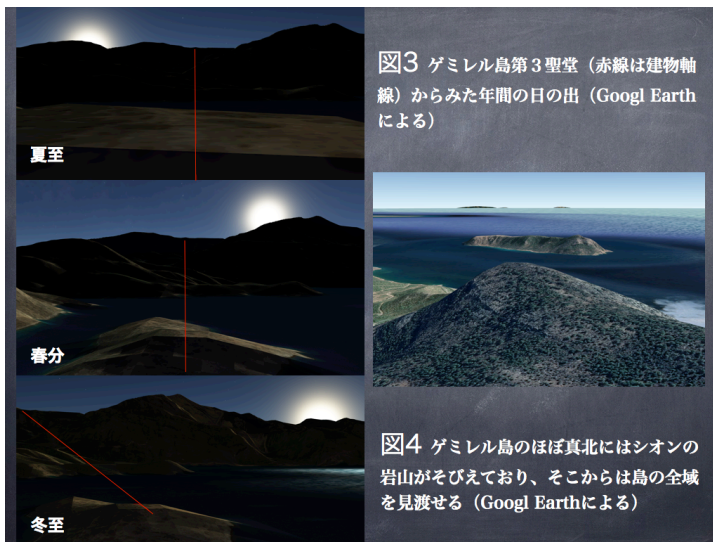 図3 ゲミレル島第３聖堂（赤線は建物軸
線）からみた年間の日の出（Googl Earth
による）
夏至
春分
冬至
図4 ゲミレル島のほぼ真北にはシオンの
岩山がそびえており、そこからは島の全域
を見渡せる（Googl Earthによる）